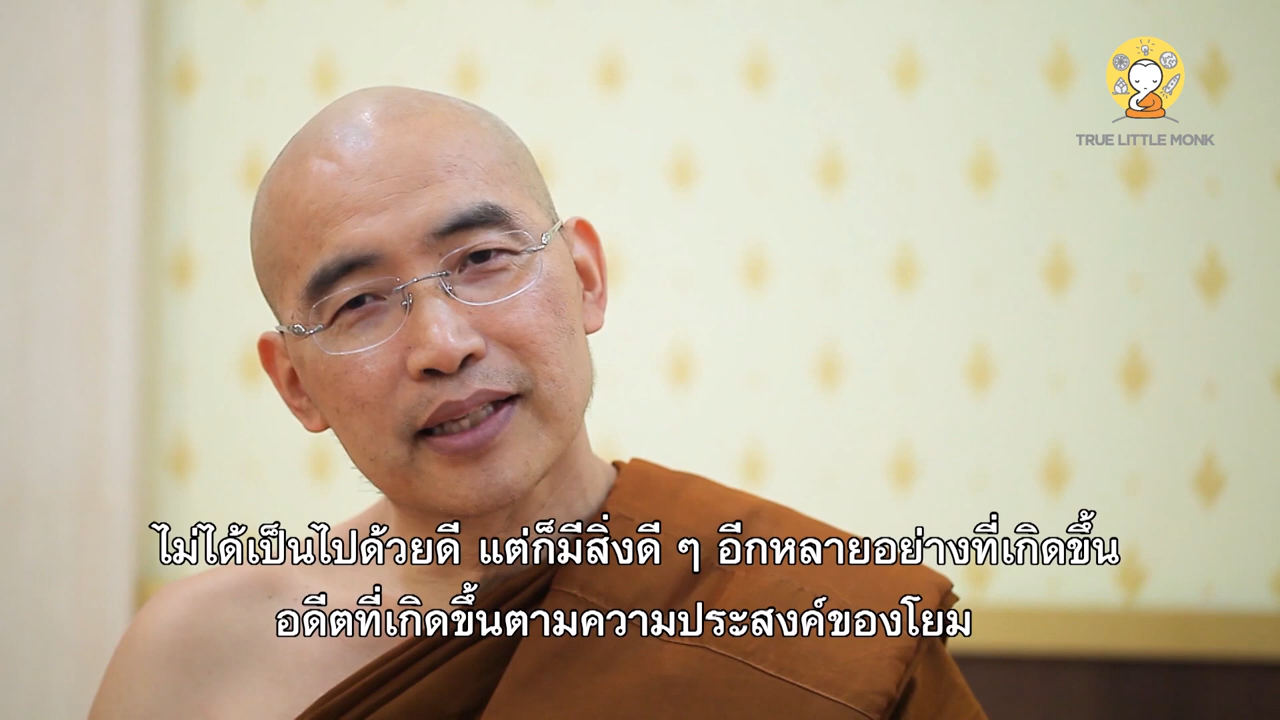 TRUE LITTLE MONK
ไม่ได้เป็นไปด้วยดี แต่ก็มีสิ่งดี ๆ อีกหลายอย่างที่เกิดขึ้น
อดีตที่เกิดขึ้นตามความประสงค์ของโยม